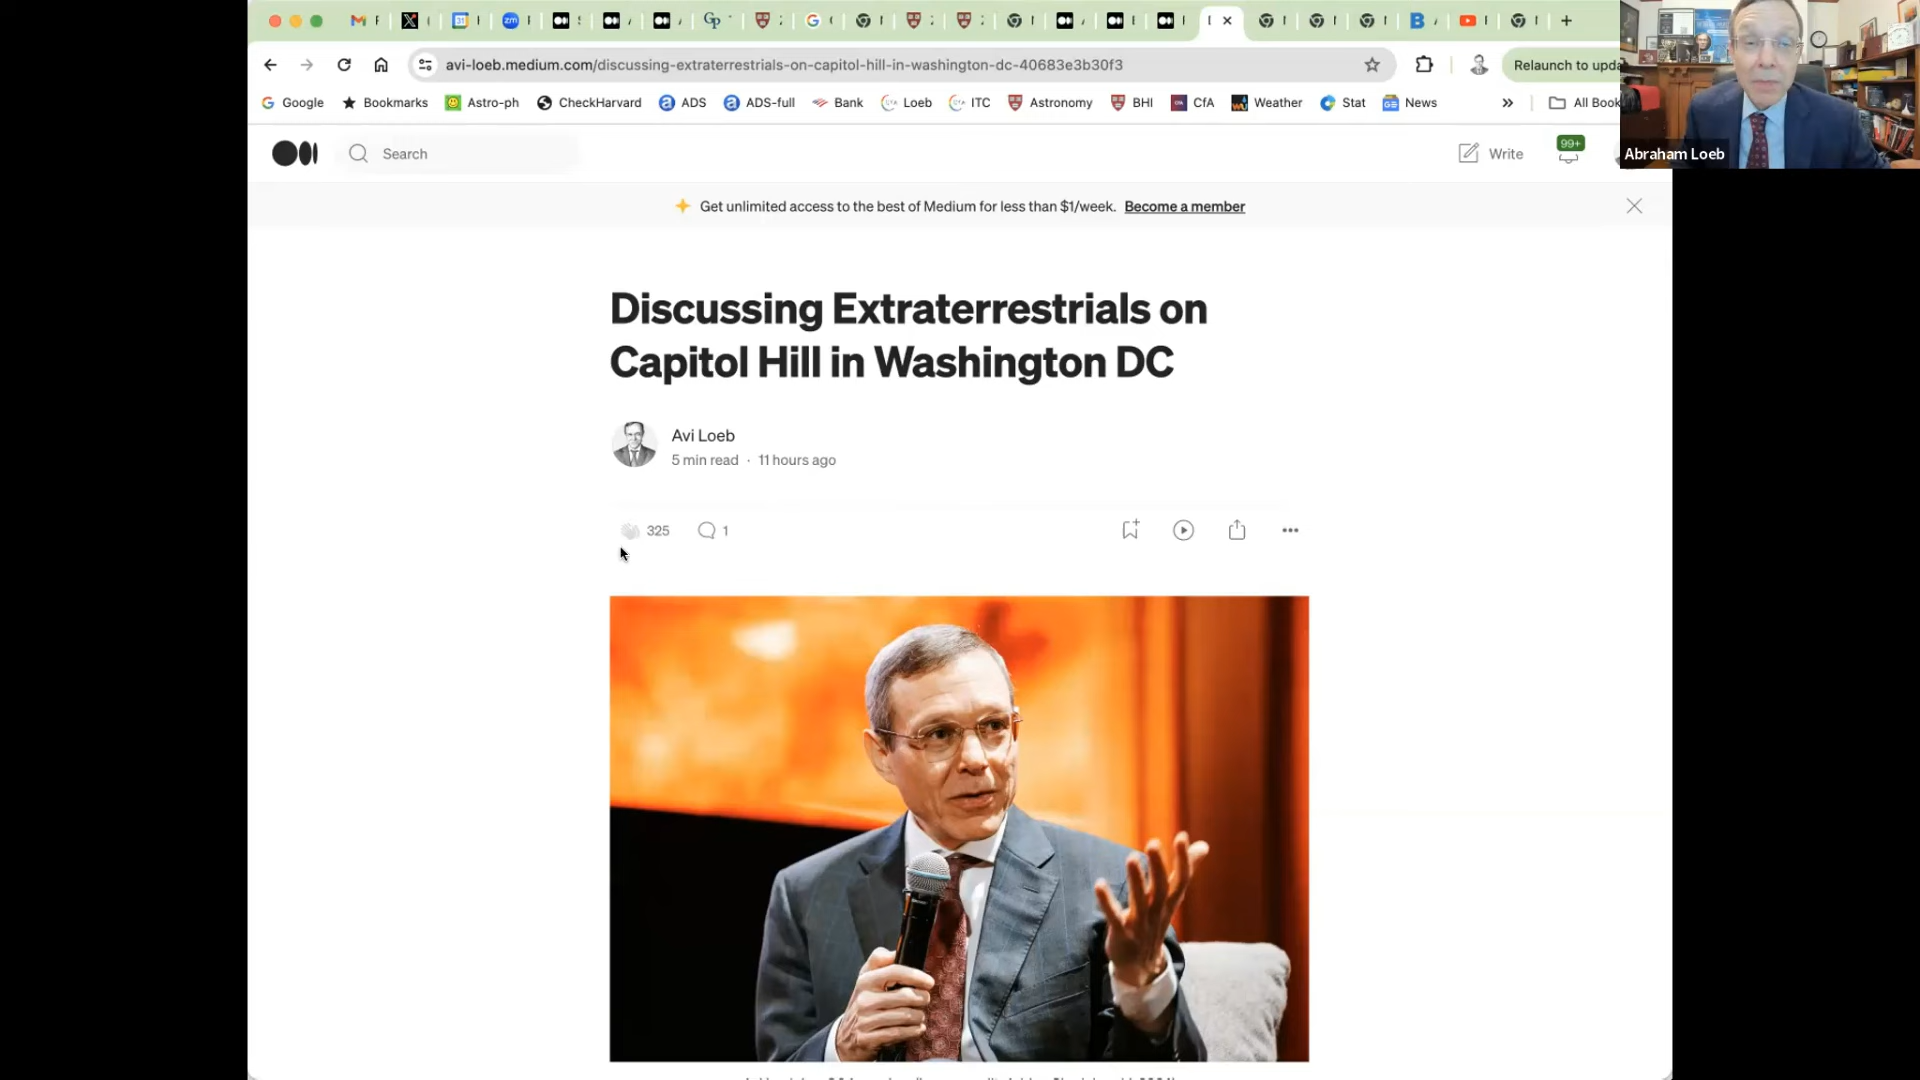 avi-loeb.medium.com/discussing-extraterrestrials-on-capitol-hill-in-washington-dc-40683e3b30f3
Relaunch to upda
Google Bookmarks Astro-ph CheckHarvard ADS ADS-full Bank Loeb ITC Astronomy BHI CfA Weather Stat News » All Book
Abraham Loeb
Search
Write
99+
Get unlimited access to the best of Medium for less than $1/week. Become a member
Discussing Extraterrestrials on
Capitol Hill in Washington DC
Avi Loeb
5 min read · 11 hours ago
325 1